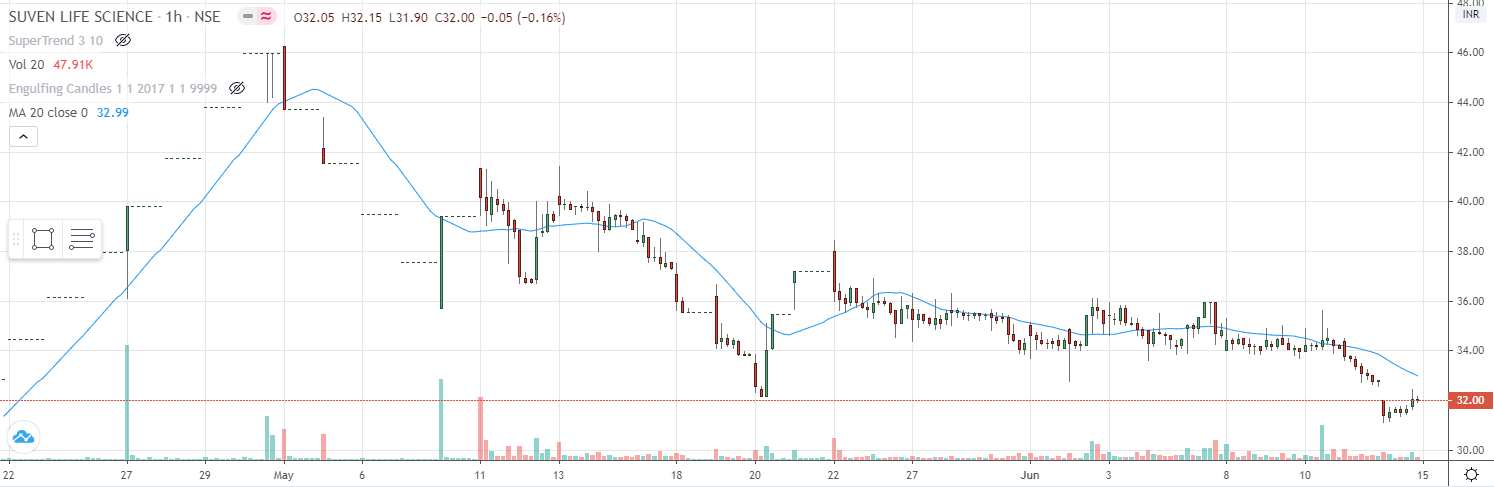 SUVEN LIFE SCIENCE · 1h · NSE O32.05 H32.15 L31.90 C32.00 −0.05 (−0.16%)
SuperTrend 3 10
Vol 20 47.91K
Engulfing Candles 1 1 2017 1 1 9999
MA 20 close 0 32.99
48.00
INR
46.00
44.00
42.00
40.00
38.00
36.00
34.00
32.00
30.00
22 27 29 May 6 11 13 18 20 22 27 Jun 3 8 10 15